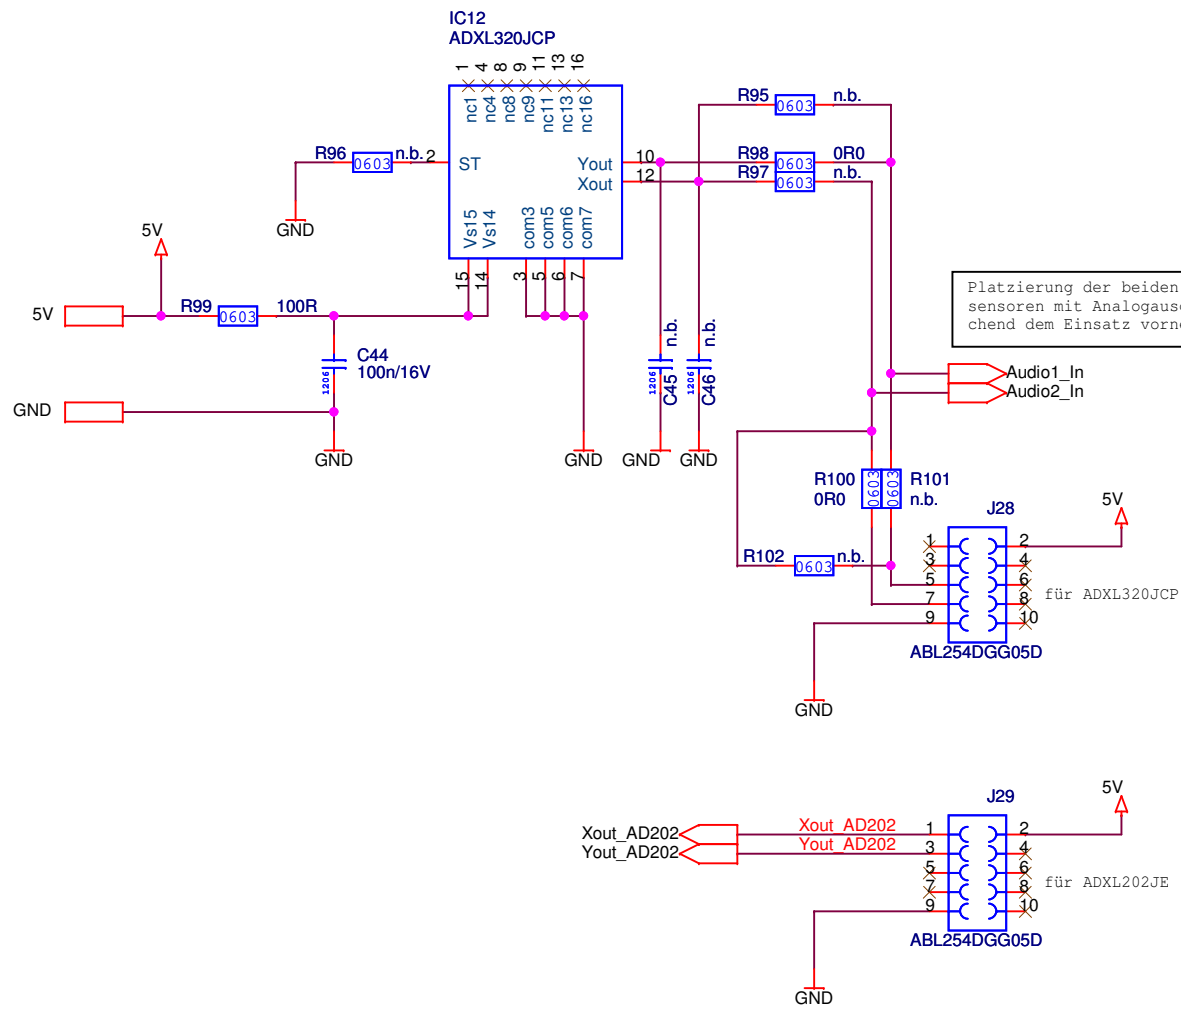 IC12
ADXL320JCP
1 4 8 9 11 13 16
nc1 nc4 nc8 nc9 nc11 nc13 nc16
R95 0603 n.b.
R96 0603 n.b. 2 ST
Yout 10 R98 0603 0R0
Xout 12 R97 0603 n.b.
Vs15 Vs14 com3 com5 com6 com7
15 14 3 5 6 7
GND
5V
5V R99 0603 100R
C44
100n/16V
1206
GND
GND
GND
n.b. 1206 C45
GND
n.b. 1206 C46
GND
Platzierung der beiden
sensoren mit Analogaus
chend dem Einsatz vorn
Audio1_In
Audio2_In
R100 0603 0603 R101
0R0 n.b.
R102 0603 n.b.
J28
5V
1 2
3 4
5 6
7 8
9 10
für ADXL320JCP
ABL254DGG05D
GND
J29
5V
Xout_AD202 Xout_AD202 1 2
Yout_AD202 Yout_AD202 3 4
5 6
7 8
9 10
für ADXL202JE
ABL254DGG05D
GND